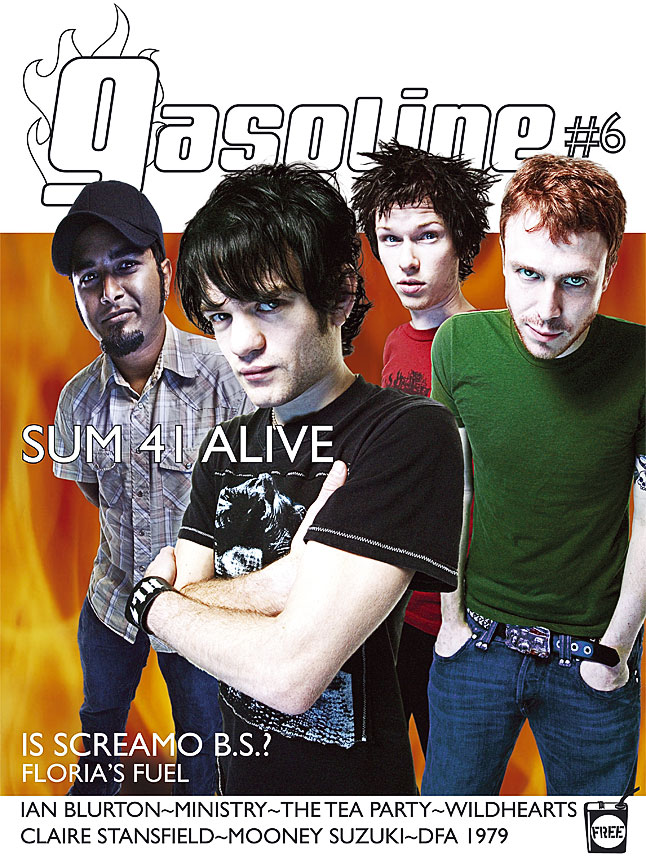 gasoline #6
SUM 41 ALIVE
IS SCREAMO B.S.?
FLORIA'S FUEL
IAN BLURTON~MINISTRY~THE TEA PARTY~WILDHEARTS
CLAIRE STANSFIELD~MOONEY SUZUKI~DFA 1979
FREE